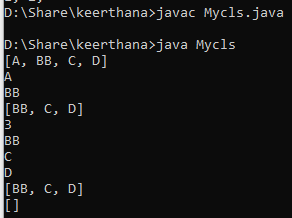 D:\Share\keerthana>javac Mycls.java
D:\Share\keerthana>java Mycls
[A, BB, C, D]
A
BB
[BB, C, D]
3
BB
C
D
[BB, C, D]
[]